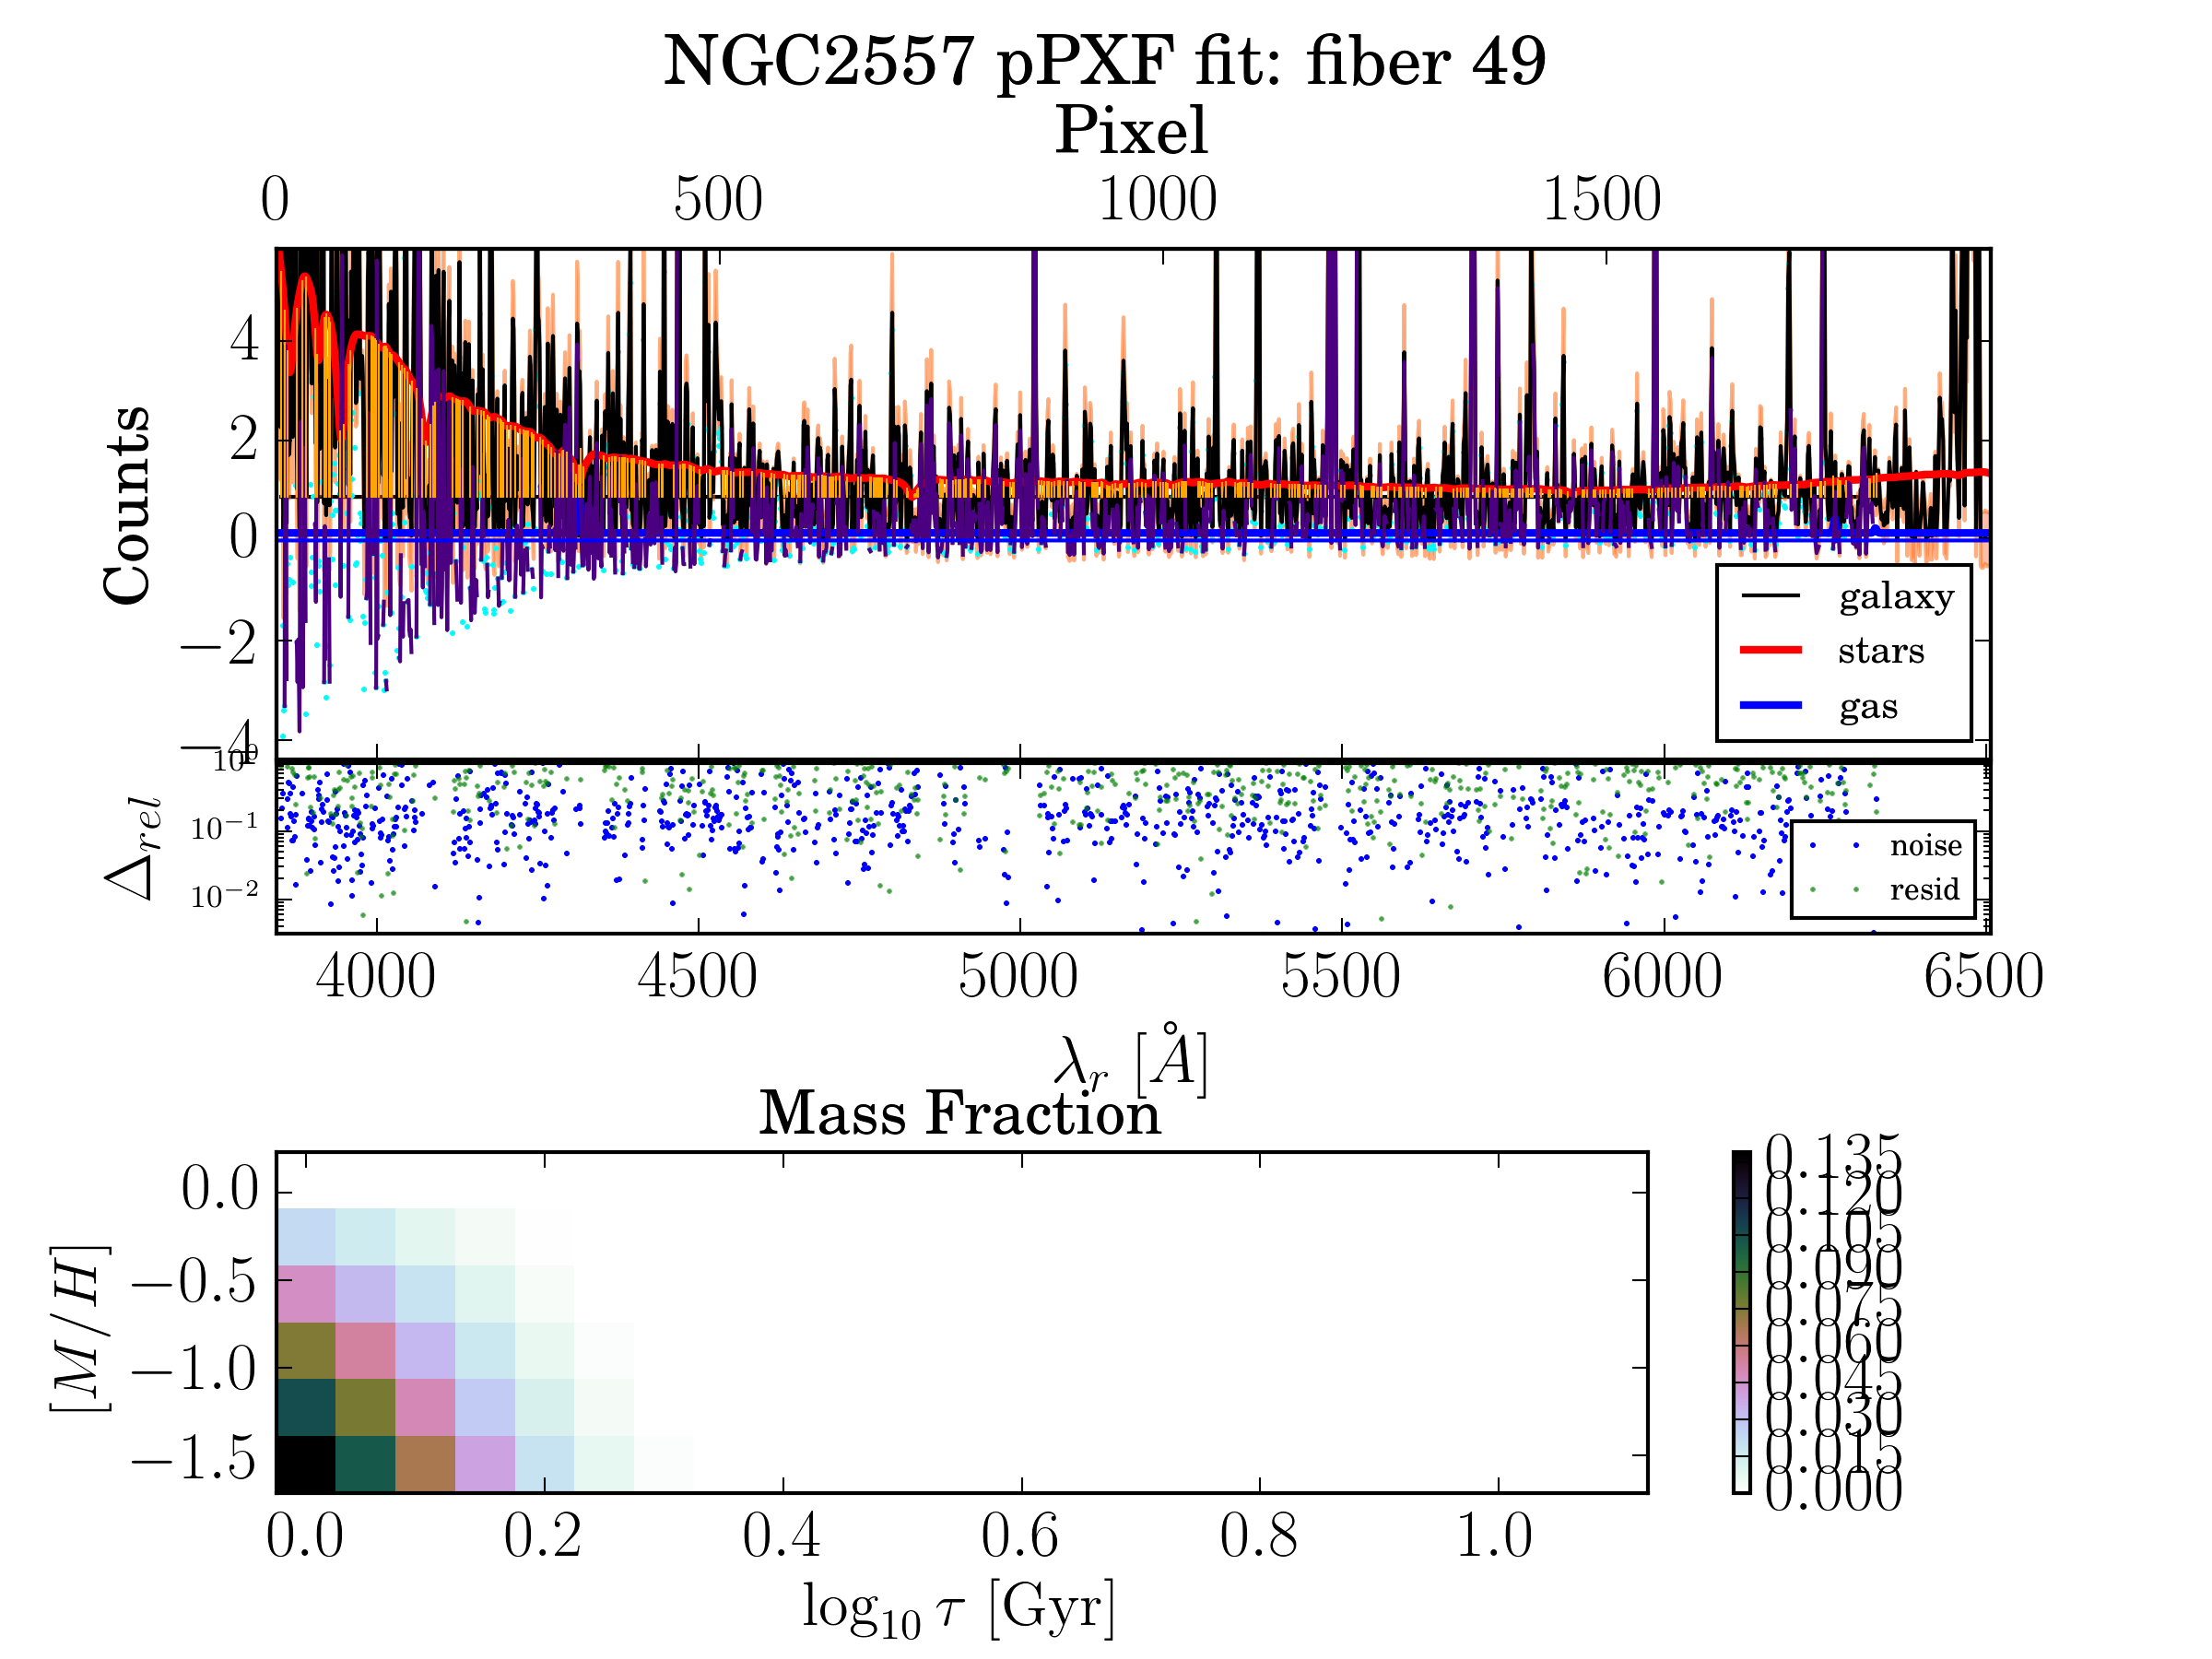 NGC2557 pPXF fit: fiber 49
Pixel
0 500 1000 1500
Counts
4
2
0
−2
−4
galaxy
stars
gas
Δrel
10⁰
10⁻¹
10⁻²
noise
resid
4000 4500 5000 5500 6000 6500
λr [Å]
Mass Fraction
[M/H]
0.0
−0.5
−1.0
−1.5
0.0 0.2 0.4 0.6 0.8 1.0
log₁₀ τ [Gyr]
0.135
0.120
0.105
0.090
0.075
0.060
0.045
0.030
0.015
0.000